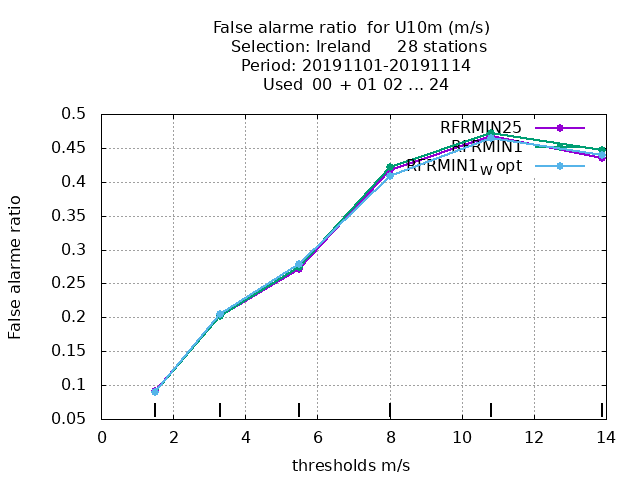 False alarme ratio for U10m (m/s)
Selection: Ireland 28 stations
Period: 20191101-20191114
Used 00 + 01 02 ... 24
0.5
0.45
0.4
0.35
0.3
0.25
0.2
0.15
0.1
0.05
False alarme ratio
RFRMIN25
RFRMIN1
RFRMIN1W opt
0 2 4 6 8 10 12 14
thresholds m/s